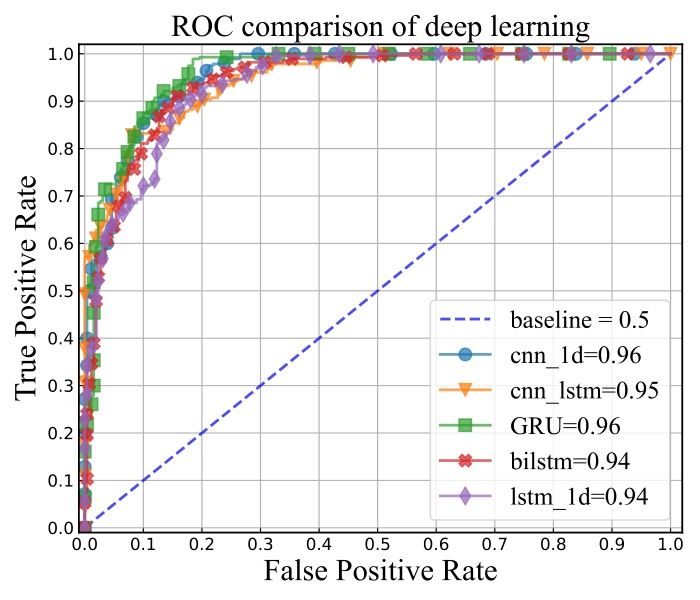 ROC comparison of deep learning
True Positive Rate
1.0
0.9
0.8
0.7
0.6
0.5
0.4
0.3
0.2
0.1
0.0
baseline = 0.5
cnn_1d=0.96
cnn_lstm=0.95
GRU=0.96
bilstm=0.94
lstm_1d=0.94
0.0 0.1 0.2 0.3 0.4 0.5 0.6 0.7 0.8 0.9 1.0
False Positive Rate